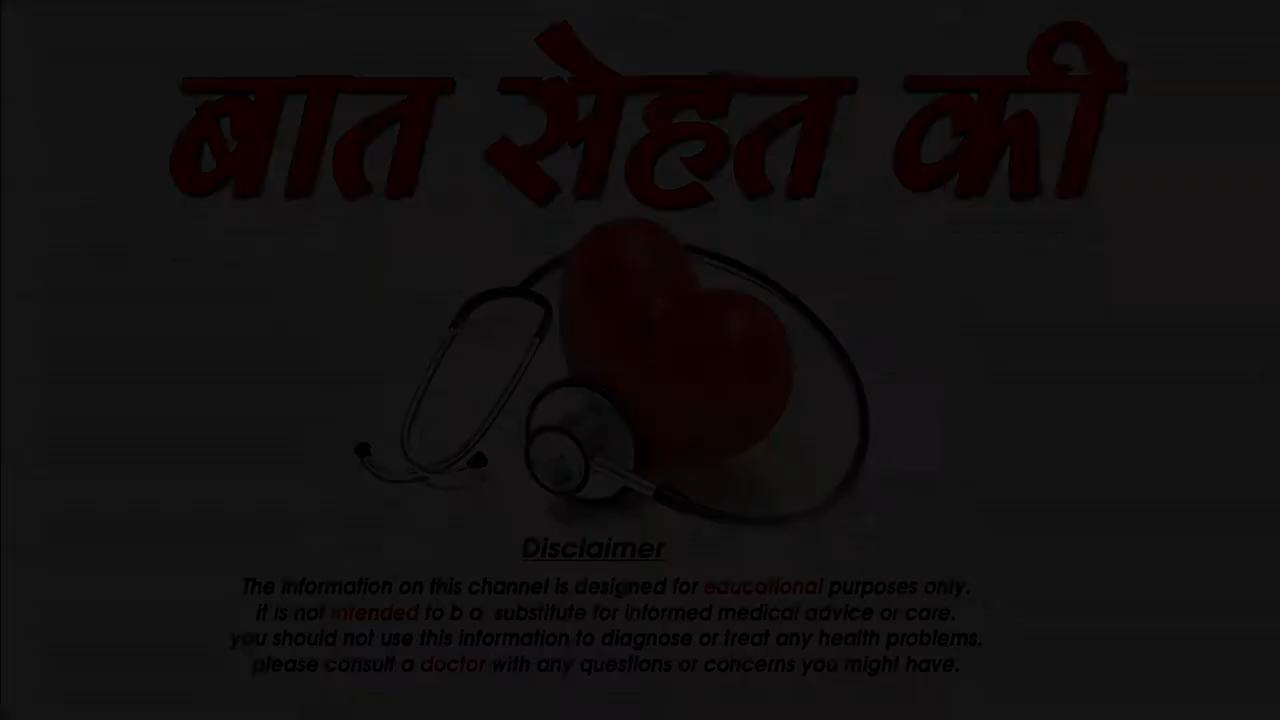 बात सेहत की
Disclaimer
The information on this channel is designed for educational purposes only.
it is not intended to b a substitute for informed medical advice or care.
you should not use this information to diagnose or treat any health problems.
please consult a doctor with any questions or concerns you might have.